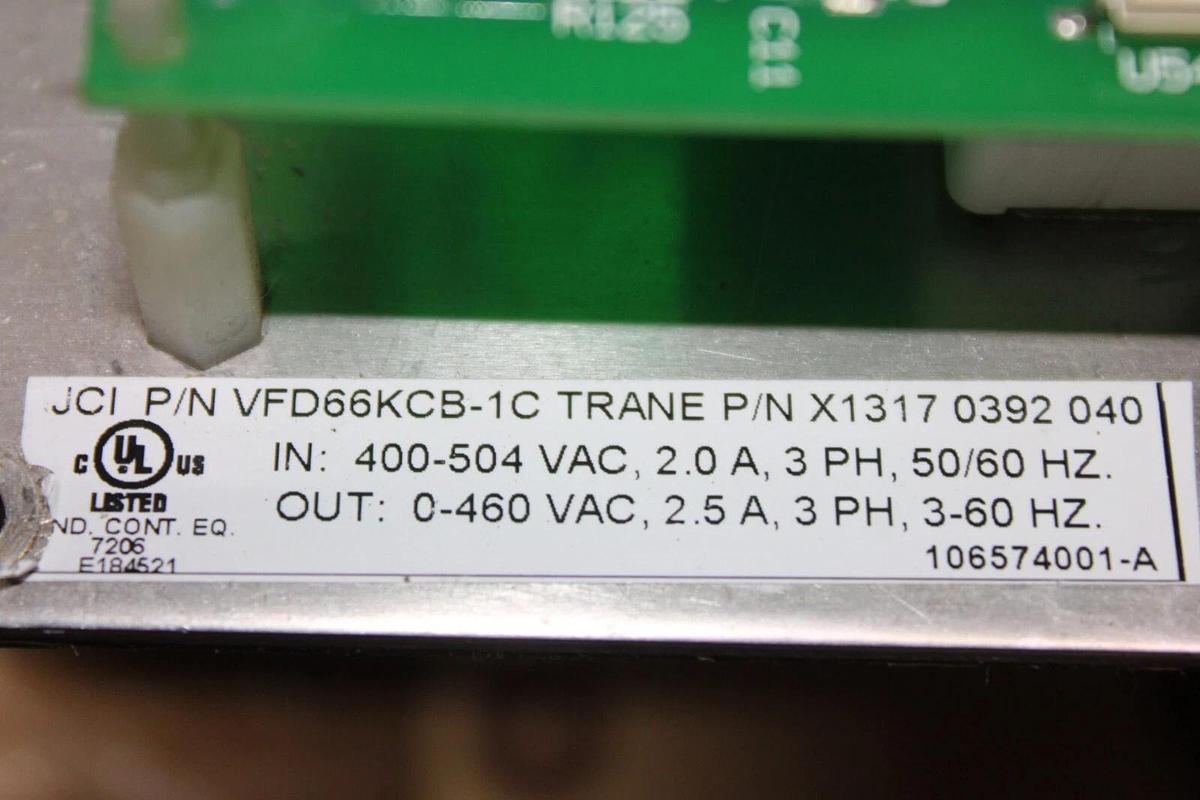 R125
C11
U54
JCI P/N VFD66KCB-1C TRANE P/N X1317 0392 040
C UL US
LISTED
IN: 400-504 VAC, 2.0 A, 3 PH, 50/60 HZ.
OUT: 0-460 VAC, 2.5 A, 3 PH, 3-60 HZ.
ND. CONT. EQ.
7206
E184521
106574001-A